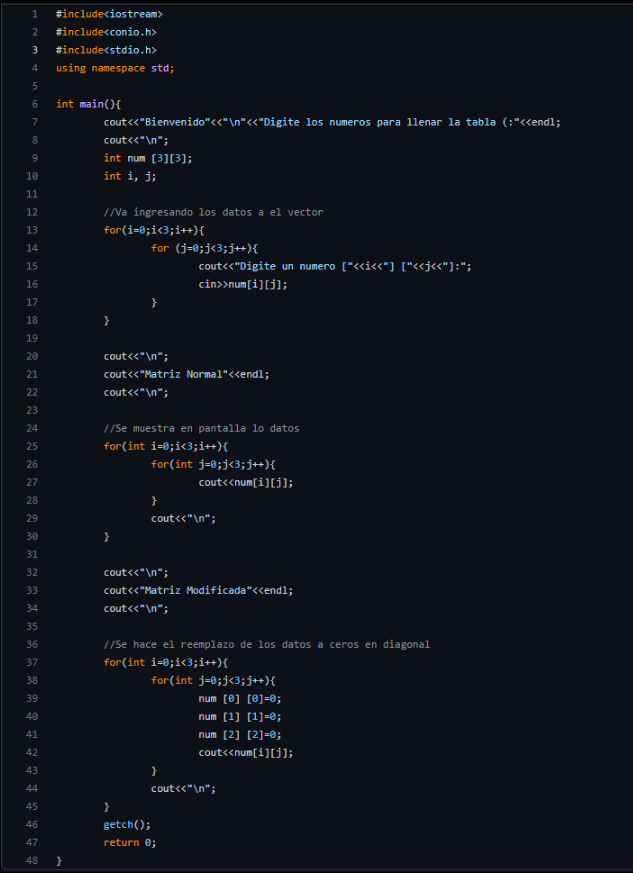 1 #include<iostream>
2 #include<conio.h>
3 #include<stdio.h>
4 using namespace std;
5
6 int main(){
7 cout<<"Bienvenido"<<"\n"<<"Digite los numeros para llenar la tabla (:"<<endl;
8 cout<<"\n";
9 int num [3][3];
10 int i, j;
11
12 //Va ingresando los datos a el vector
13 for(i=0;i<3;i++){
14 for (j=0;j<3;j++){
15 cout<<"Digite un numero ["<<i<<"] ["<<j<<"]:";
16 cin>>num[i][j];
17 }
18 }
19
20 cout<<"\n";
21 cout<<"Matriz Normal"<<endl;
22 cout<<"\n";
23
24 //Se muestra en pantalla lo datos
25 for(int i=0;i<3;i++){
26 for(int j=0;j<3;j++){
27 cout<<num[i][j];
28 }
29 cout<<"\n";
30 }
31
32 cout<<"\n";
33 cout<<"Matriz Modificada"<<endl;
34 cout<<"\n";
35
36 //Se hace el reemplazo de los datos a ceros en diagonal
37 for(int i=0;i<3;i++){
38 for(int j=0;j<3;j++){
39 num [0] [0]=0;
40 num [1] [1]=0;
41 num [2] [2]=0;
42 cout<<num[i][j];
43 }
44 cout<<"\n";
45 }
46 getch();
47 return 0;
48 }